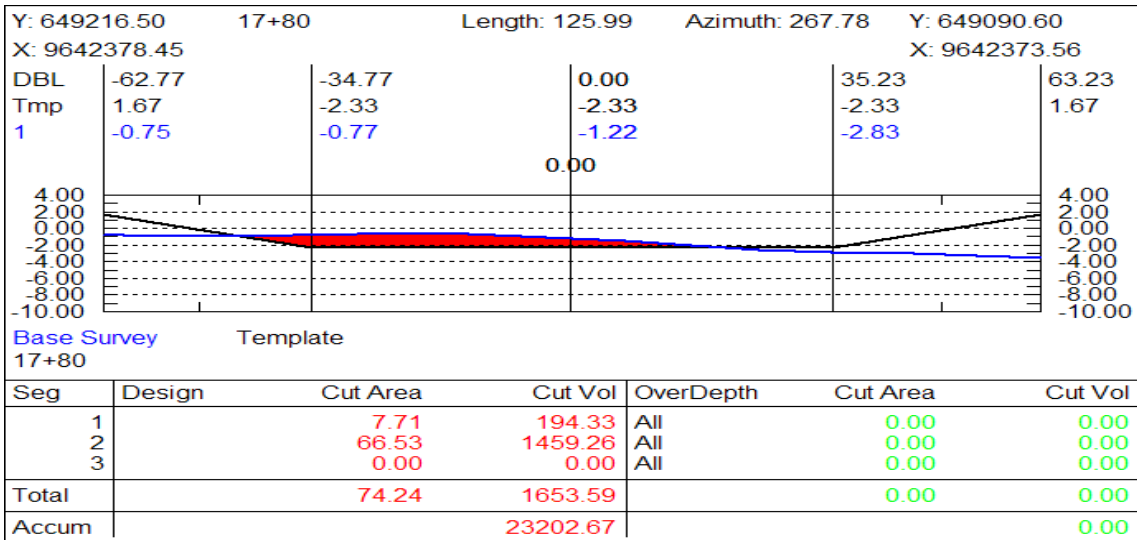 Y: 649216.50 17+80 Length: 125.99 Azimuth: 267.78 Y: 649090.60
X: 9642378.45 X: 9642373.56
DBL -62.77 -34.77 0.00 35.23 63.23
Tmp 1.67 -2.33 -2.33 -2.33 1.67
1 -0.75 -0.77 -1.22 -2.83
0.00
4.00 4.00
2.00 2.00
0.00 0.00
-2.00 -2.00
-4.00 -4.00
-6.00 -6.00
-8.00 -8.00
-10.00 -10.00
Base Survey Template
17+80
Seg Design Cut Area Cut Vol OverDepth Cut Area Cut Vol
1 7.71 194.33 All 0.00 0.00
2 66.53 1459.26 All 0.00 0.00
3 0.00 0.00 All 0.00 0.00
Total 74.24 1653.59 0.00 0.00
Accum 23202.67 0.00